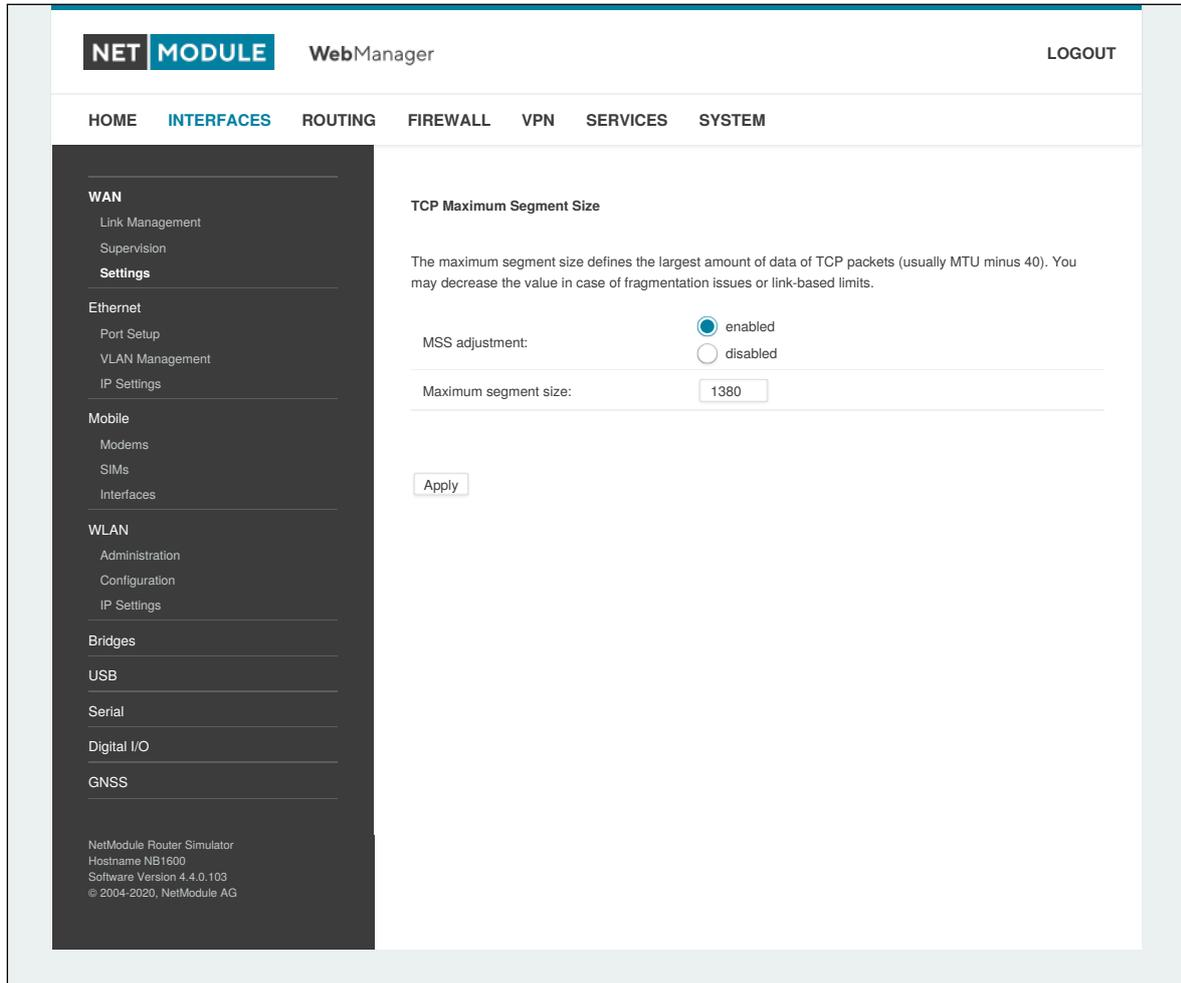 NET MODULE WebManager LOGOUT
HOME INTERFACES ROUTING FIREWALL VPN SERVICES SYSTEM
WAN
Link Management
Supervision
Settings
Ethernet
Port Setup
VLAN Management
IP Settings
Mobile
Modems
SIMs
Interfaces
WLAN
Administration
Configuration
IP Settings
Bridges
USB
Serial
Digital I/O
GNSS
NetModule Router Simulator
Hostname NB1600
Software Version 4.4.0.103
© 2004-2020, NetModule AG
TCP Maximum Segment Size
The maximum segment size defines the largest amount of data of TCP packets (usually MTU minus 40). You
may decrease the value in case of fragmentation issues or link-based limits.
MSS adjustment:
enabled
disabled
Maximum segment size: 1380
Apply